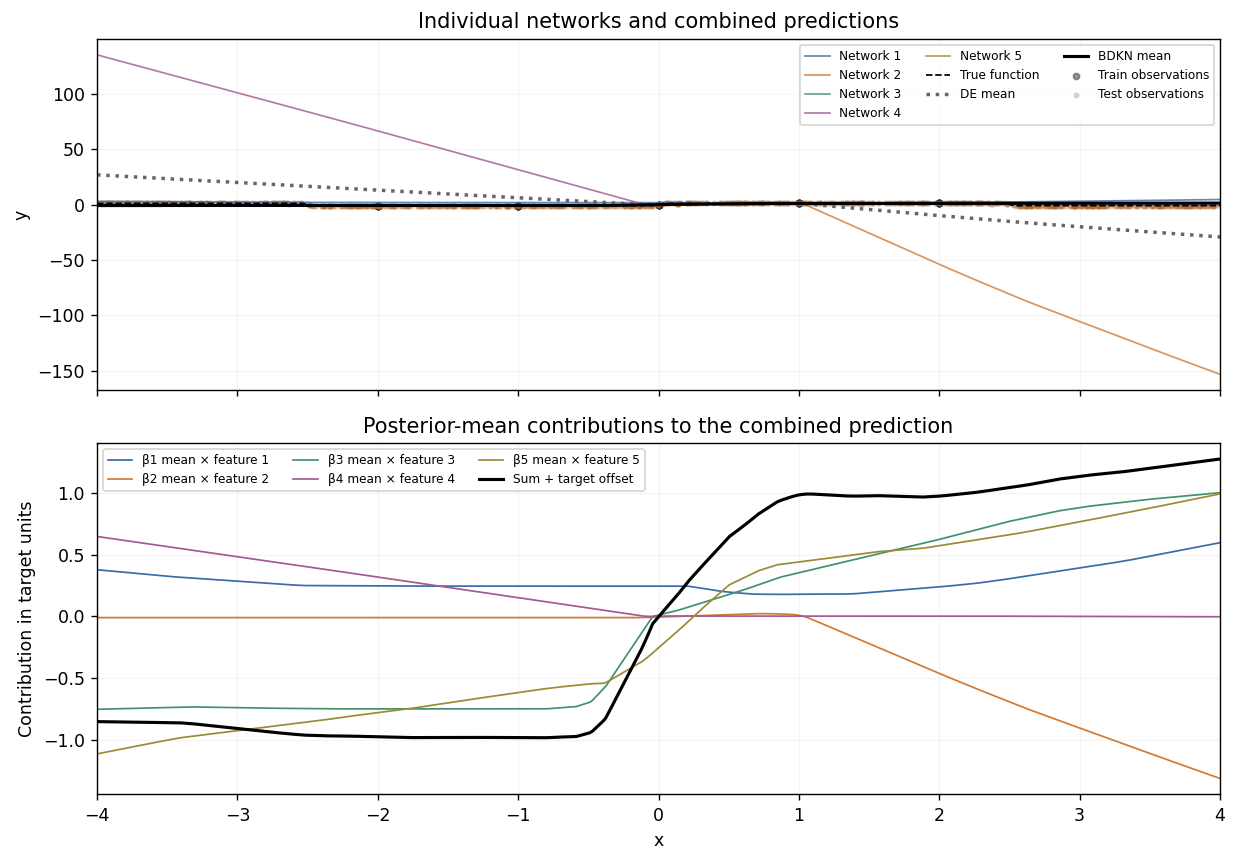 Individual networks and combined predictions
Network 1
Network 2
Network 3
Network 4
Network 5
True function
DE mean
BDKN mean
Train observations
Test observations
100
50
0
−50
−100
−150
y
Posterior-mean contributions to the combined prediction
β1 mean × feature 1
β2 mean × feature 2
β3 mean × feature 3
β4 mean × feature 4
β5 mean × feature 5
Sum + target offset
1.0
0.5
0.0
−0.5
−1.0
Contribution in target units
−4 −3 −2 −1 0 1 2 3 4
x